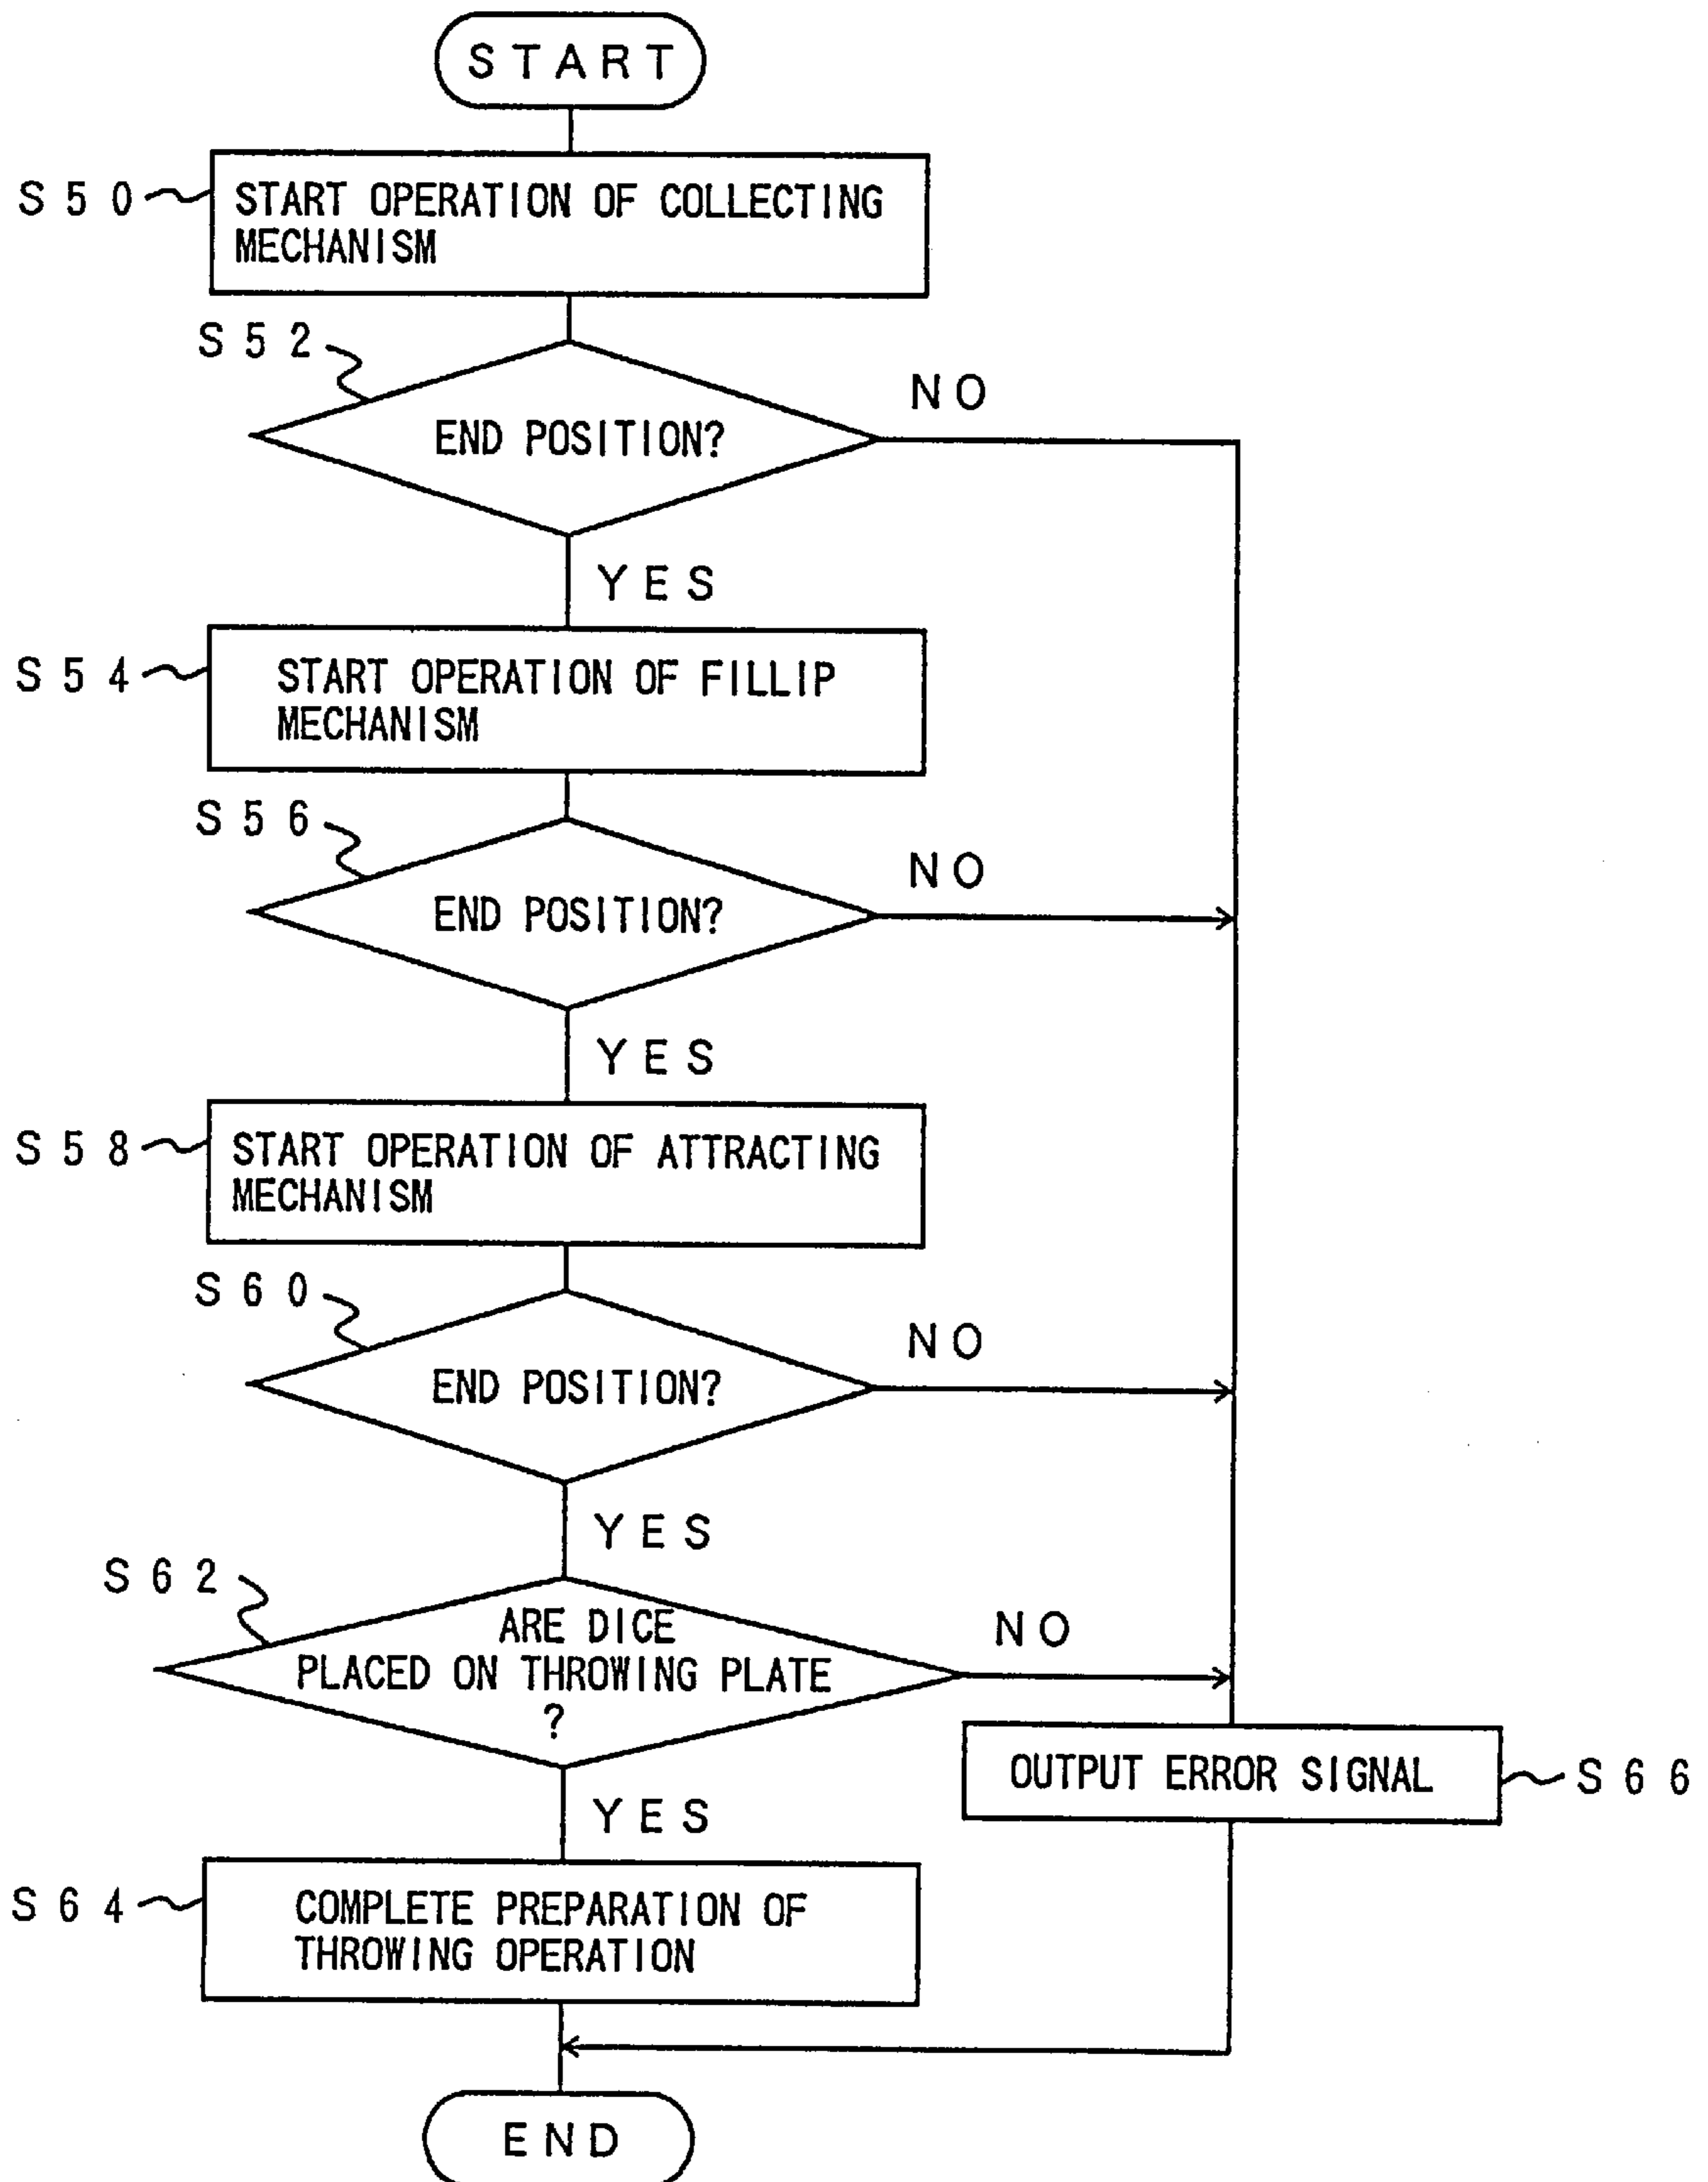 START
S50
START OPERATION OF COLLECTING
MECHANISM
S52
END POSITION?
NO
YES
S54
START OPERATION OF FILLIP
MECHANISM
S56
END POSITION?
NO
YES
S58
START OPERATION OF ATTRACTING
MECHANISM
S60
END POSITION?
NO
YES
S62
ARE DICE
PLACED ON THROWING PLATE
?
NO
YES
OUTPUT ERROR SIGNAL
S66
S64
COMPLETE PREPARATION OF
THROWING OPERATION
END